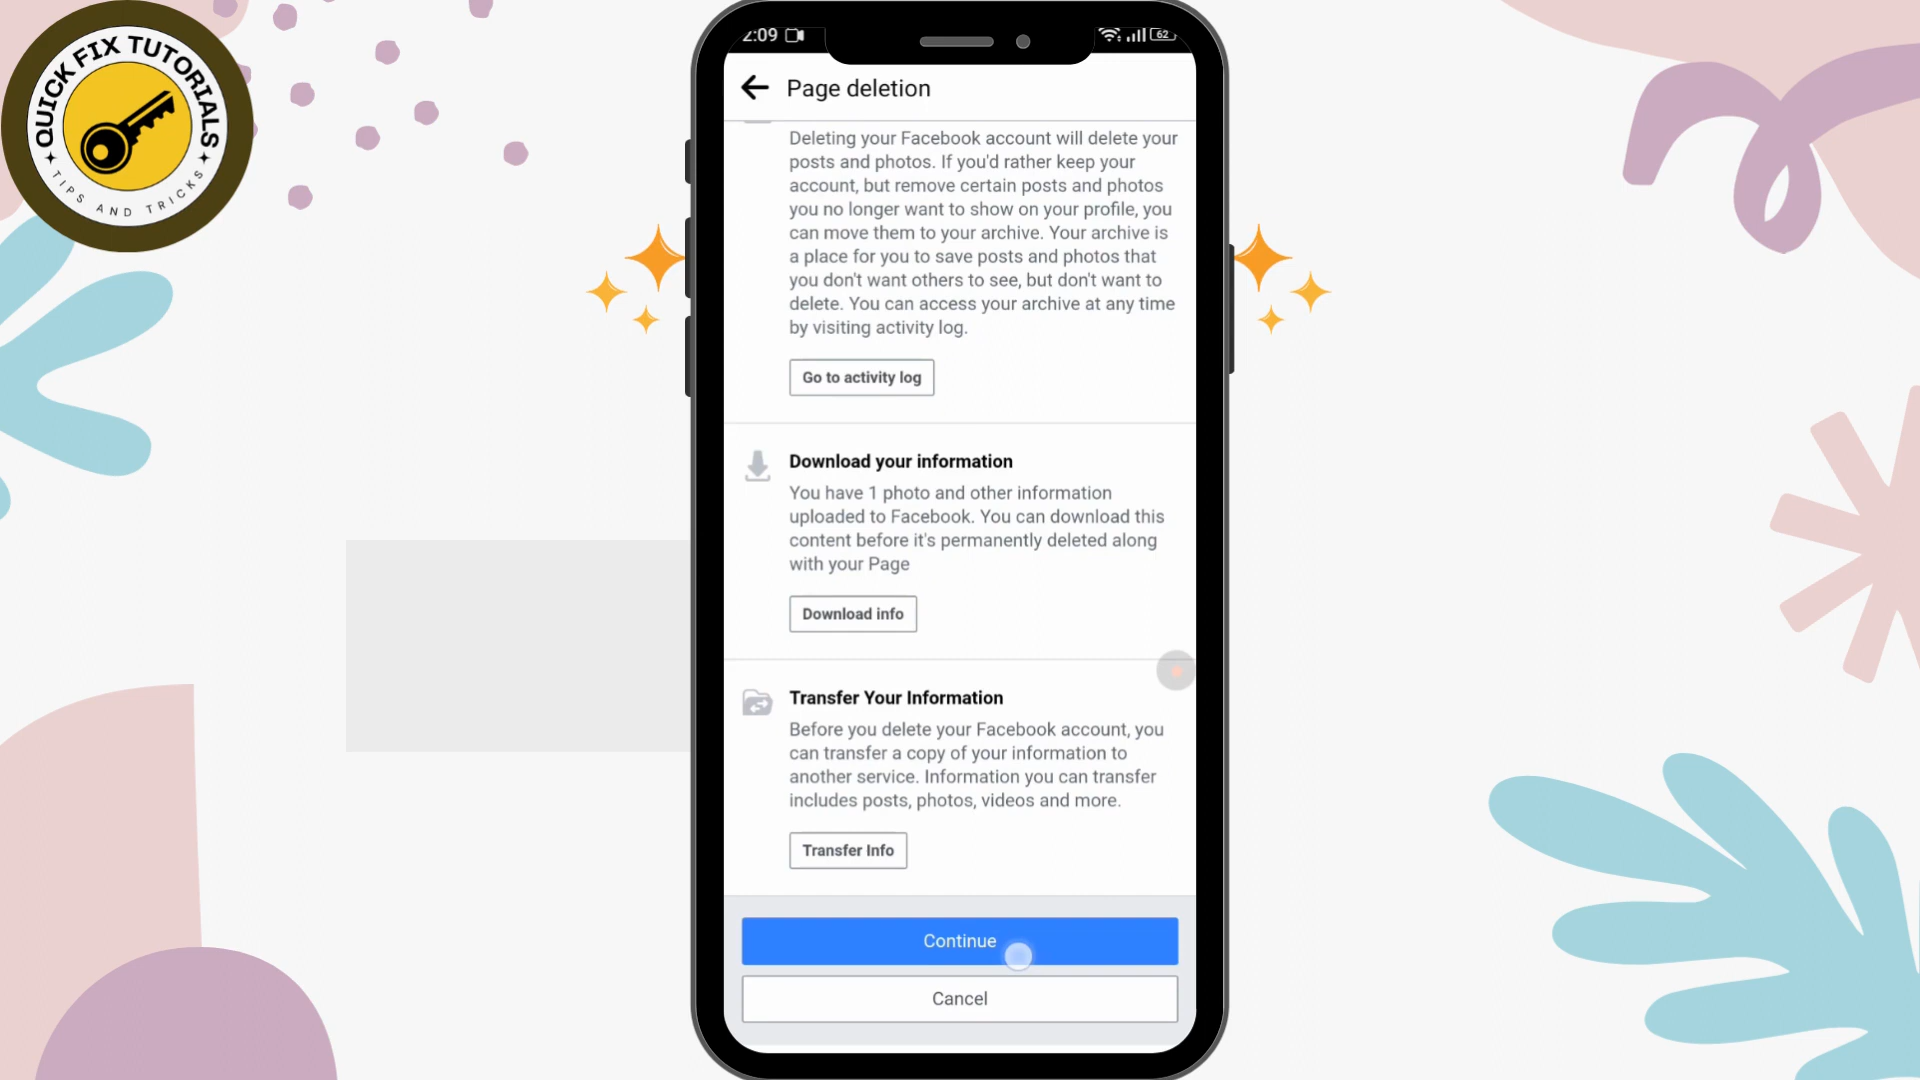 QUICK FIX TUTORIALS
TIPS AND TRICKS
2:09
62
Page deletion
Deleting your Facebook account will delete your
posts and photos. If you'd rather keep your
account, but remove certain posts and photos
you no longer want to show on your profile, you
can move them to your archive. Your archive is
a place for you to save posts and photos that
you don't want others to see, but don't want to
delete. You can access your archive at any time
by visiting activity log.
Go to activity log
Download your information
You have 1 photo and other information
uploaded to Facebook. You can download this
content before it's permanently deleted along
with your Page
Download info
Transfer Your Information
Before you delete your Facebook account, you
can transfer a copy of your information to
another service. Information you can transfer
includes posts, photos, videos and more.
Transfer Info
Continue
Cancel